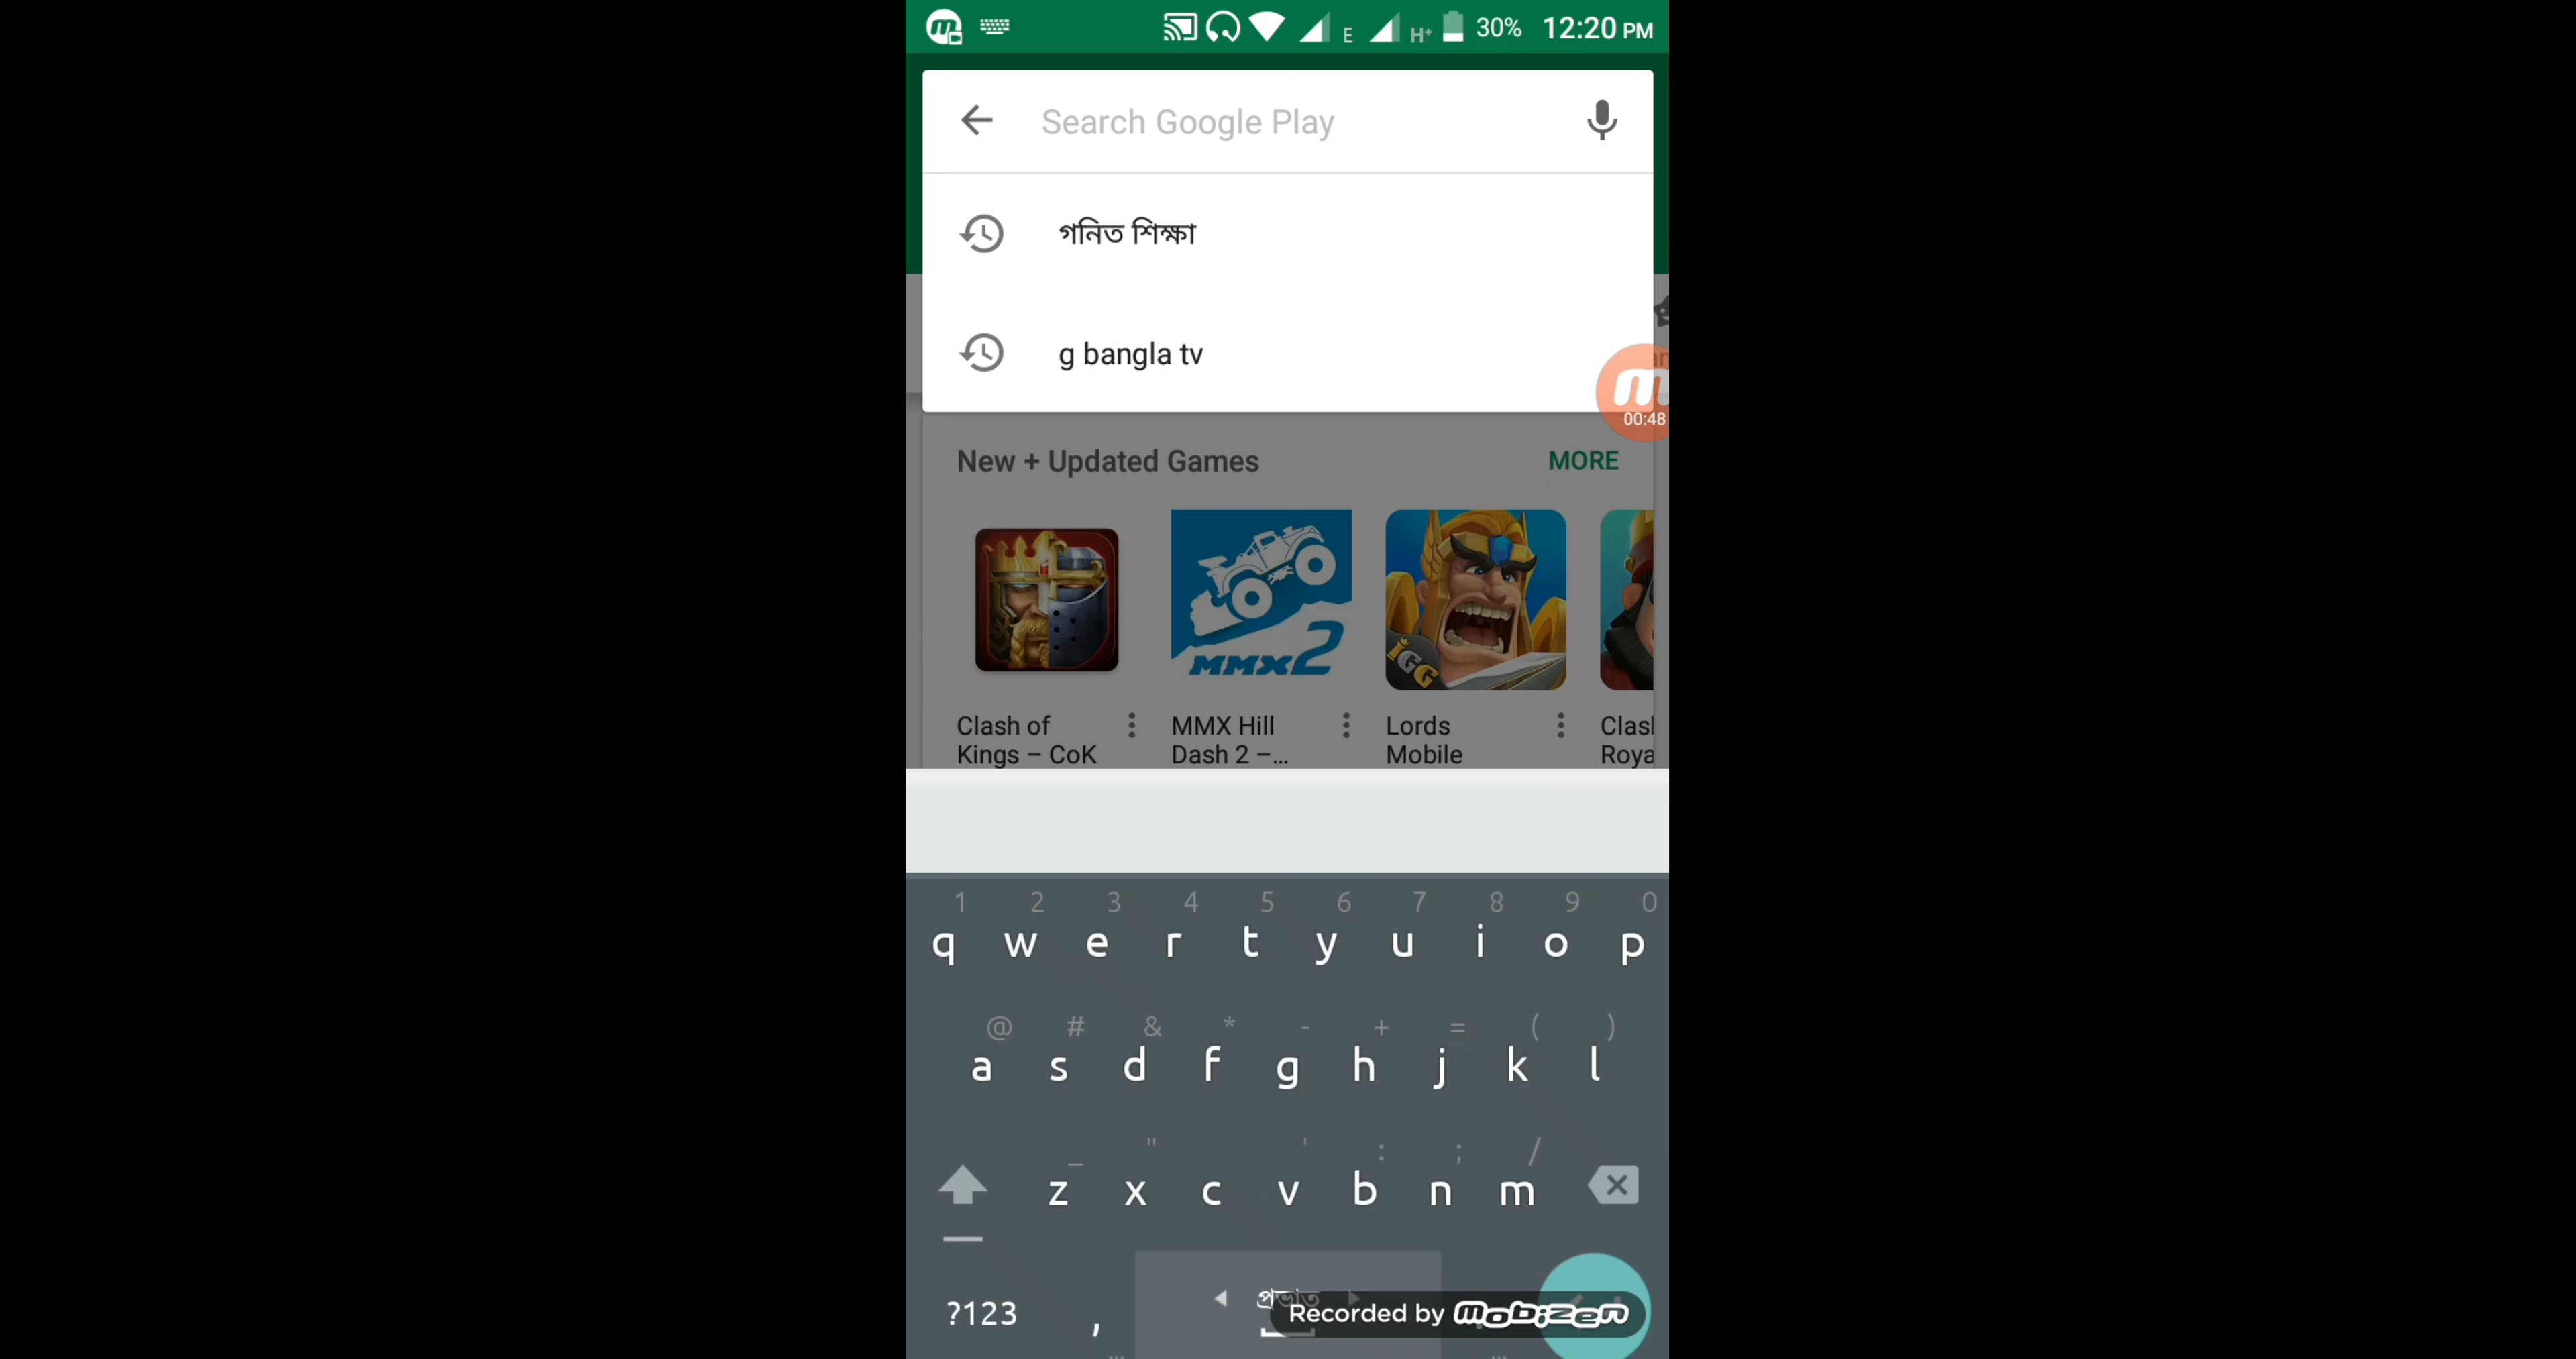 30% 12:20 PM
Search Google Play
গনিত শিক্ষা
g bangla tv
00:48
New + Updated Games MORE
MMX2
IGG
Clash of
Kings – CoK
MMX Hill
Dash 2 –...
Lords
Mobile
1 2 3 4 5 6 7 8 9 0
q w e r t y u i o p
@ # & * - + = ( )
a s d f g h j k l
_ " ' : ; /
z x c v b n m
?123 , প্রভাত
Recorded by mobizen